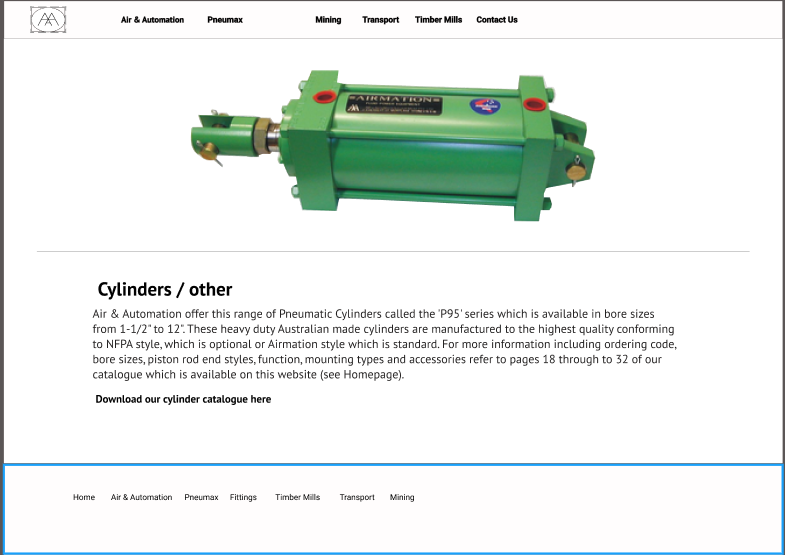 Air & Automation Pneumax Mining Transport Timber Mills Contact Us
AIRMATION
Cylinders / other
Air & Automation offer this range of Pneumatic Cylinders called the 'P95' series which is available in bore sizes
from 1-1/2" to 12". These heavy duty Australian made cylinders are manufactured to the highest quality conforming
to NFPA style, which is optional or Airmation style which is standard. For more information including ordering code,
bore sizes, piston rod end styles, function, mounting types and accessories refer to pages 18 through to 32 of our
catalogue which is available on this website (see Homepage).
Download our cylinder catalogue here
Home Air & Automation Pneumax Fittings Timber Mills Transport Mining